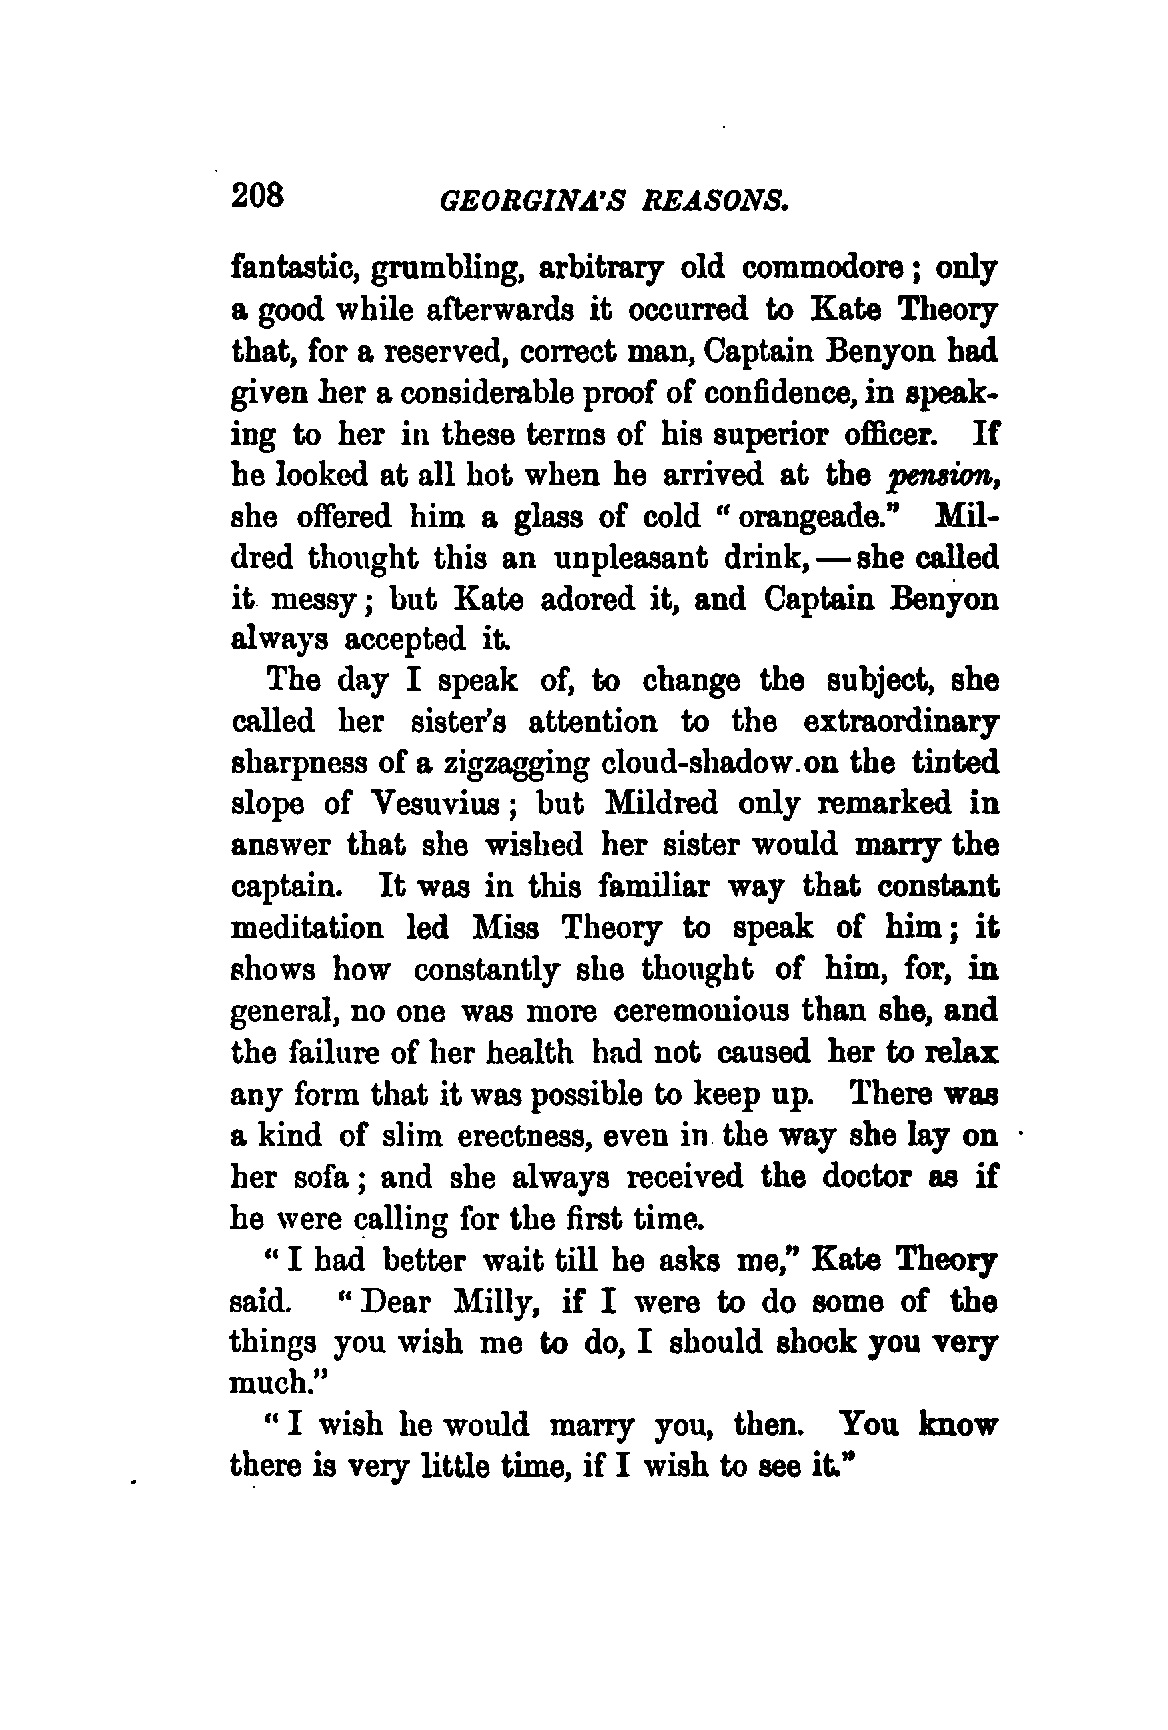 208 GEORGINA'S REASONS.
fantastic, grumbling, arbitrary old commodore; only
a good while afterwards it occurred to Kate Theory
that, for a reserved, correct man, Captain Benyon had
given her a considerable proof of confidence, in speak-
ing to her in these terms of his superior officer. If
he looked at all hot when he arrived at the pension,
she offered him a glass of cold "orangeade." Mil-
dred thought this an unpleasant drink,—she called
it messy; but Kate adored it, and Captain Benyon
always accepted it.
The day I speak of, to change the subject, she
called her sister's attention to the extraordinary
sharpness of a zigzagging cloud-shadow on the tinted
slope of Vesuvius; but Mildred only remarked in
answer that she wished her sister would marry the
captain. It was in this familiar way that constant
meditation led Miss Theory to speak of him; it
shows how constantly she thought of him, for, in
general, no one was more ceremonious than she, and
the failure of her health had not caused her to relax
any form that it was possible to keep up. There was
a kind of slim erectness, even in the way she lay on
her sofa; and she always received the doctor as if
he were calling for the first time.
"I had better wait till he asks me," Kate Theory
said. "Dear Milly, if I were to do some of the
things you wish me to do, I should shock you very
much."
"I wish he would marry you, then. You know
there is very little time, if I wish to see it."